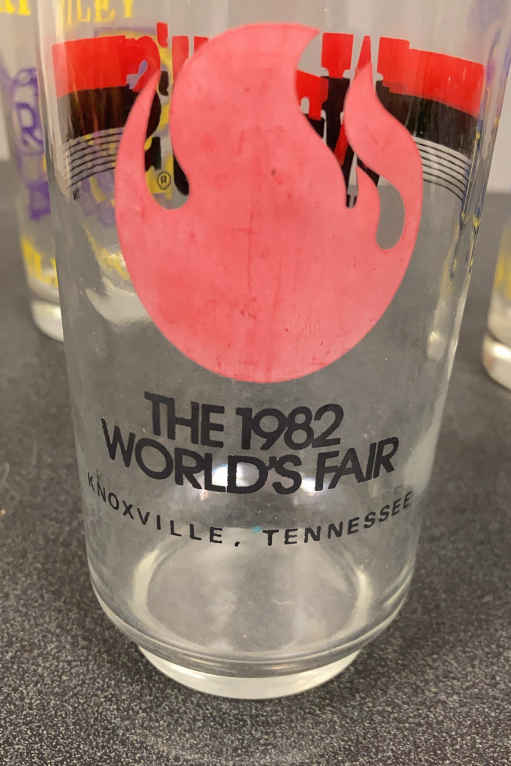 THE 1982
WORLD'S FAIR
KNOXVILLE, TENNESSEE
®